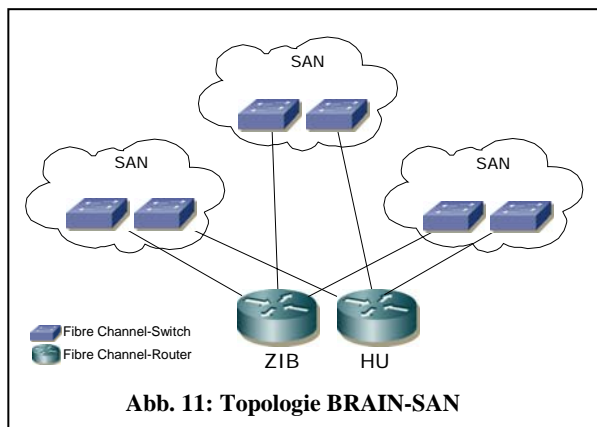 SAN
SAN
SAN
Fibre Channel-Switch
Fibre Channel-Router
ZIB
HU
Abb. 11: Topologie BRAIN-SAN